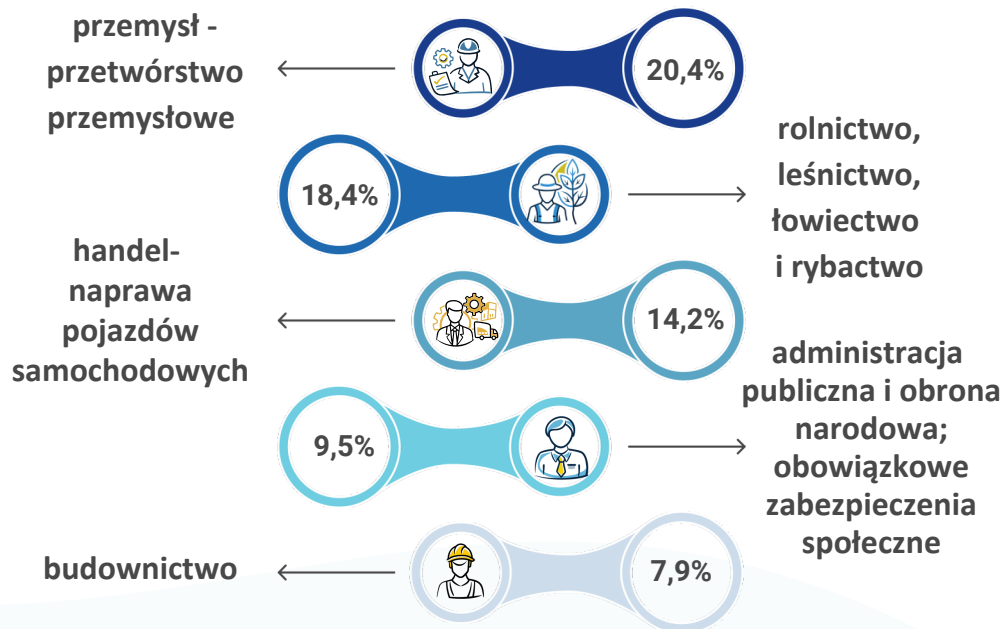 przemysł -
przetwórstwo
przemysłowe
20,4%
18,4%
rolnictwo,
leśnictwo,
łowiectwo
i rybactwo
handel-
naprawa
pojazdów
samochodowych
14,2%
9,5%
administracja
publiczna i obrona
narodowa;
obowiązkowe
zabezpieczenia
społeczne
budownictwo
7,9%